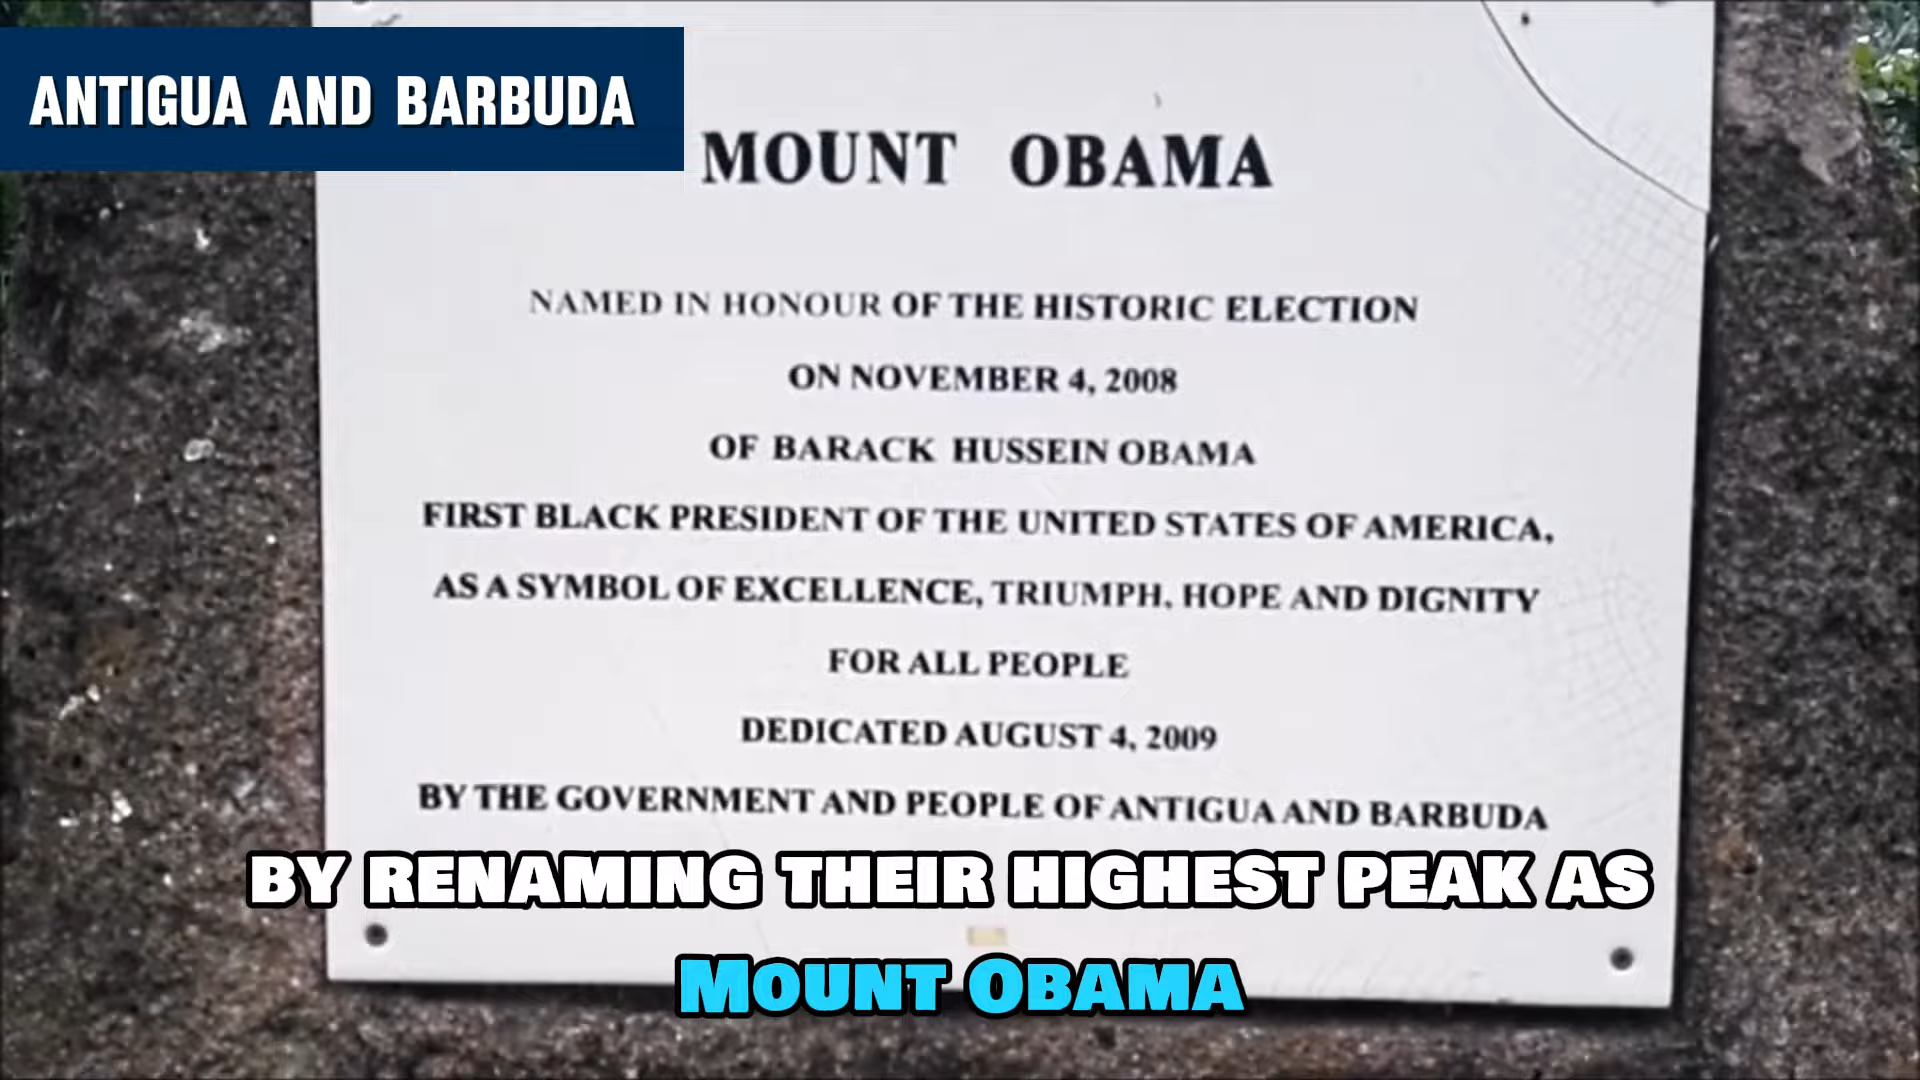 ANTIGUA AND BARBUDA
MOUNT OBAMA
NAMED IN HONOUR OF THE HISTORIC ELECTION
ON NOVEMBER 4, 2008
OF BARACK HUSSEIN OBAMA
FIRST BLACK PRESIDENT OF THE UNITED STATES OF AMERICA,
AS A SYMBOL OF EXCELLENCE, TRIUMPH, HOPE AND DIGNITY
FOR ALL PEOPLE
DEDICATED AUGUST 4, 2009
BY THE GOVERNMENT AND PEOPLE OF ANTIGUA AND BARBUDA
BY RENAMING THEIR HIGHEST PEAK AS
MOUNT OBAMA